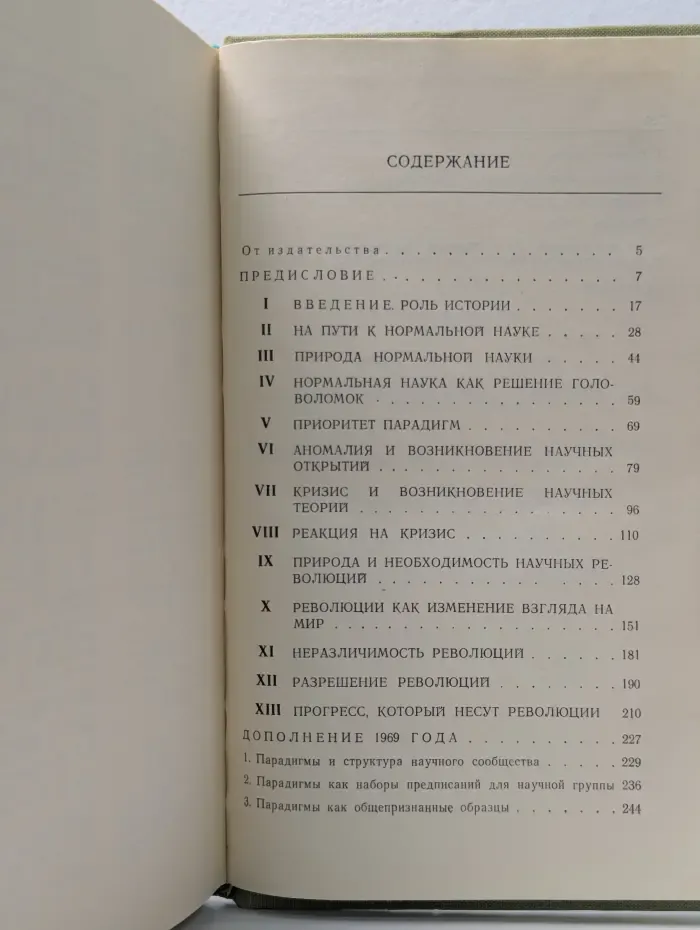 СОДЕРЖАНИЕ
От издательства . . . . . . . . . . . . . . . 5
ПРЕДИСЛОВИЕ . . . . . . . . . . . . . . . 7
I ВВЕДЕНИЕ. РОЛЬ ИСТОРИИ . . . . . . . 17
II НА ПУТИ К НОРМАЛЬНОЙ НАУКЕ . . . . . 28
III ПРИРОДА НОРМАЛЬНОЙ НАУКИ . . . . . 44
IV НОРМАЛЬНАЯ НАУКА КАК РЕШЕНИЕ ГОЛО-
ВОЛОМОК . . . . . . . . . . . . . . 59
V ПРИОРИТЕТ ПАРАДИГМ . . . . . . . . . 69
VI АНОМАЛИЯ И ВОЗНИКНОВЕНИЕ НАУЧНЫХ
ОТКРЫТИЙ . . . . . . . . . . . . . . 79
VII КРИЗИС И ВОЗНИКНОВЕНИЕ НАУЧНЫХ
ТЕОРИЙ . . . . . . . . . . . . . . . 96
VIII РЕАКЦИЯ НА КРИЗИС . . . . . . . . . 110
IX ПРИРОДА И НЕОБХОДИМОСТЬ НАУЧНЫХ РЕ-
ВОЛЮЦИЙ . . . . . . . . . . . . . . 128
X РЕВОЛЮЦИИ КАК ИЗМЕНЕНИЕ ВЗГЛЯДА НА
МИР . . . . . . . . . . . . . . . . 151
XI НЕРАЗЛИЧИМОСТЬ РЕВОЛЮЦИЙ . . . . . . 181
XII РАЗРЕШЕНИЕ РЕВОЛЮЦИЙ . . . . . . . . 190
XIII ПРОГРЕСС, КОТОРЫЙ НЕСУТ РЕВОЛЮЦИИ 210
ДОПОЛНЕНИЕ 1969 ГОДА . . . . . . . . . . 227
1. Парадигмы и структура научного сообщества . . . . . 229
2. Парадигмы как наборы предписаний для научной группы 236
3. Парадигмы как общепризнанные образцы . . . . . . . 244